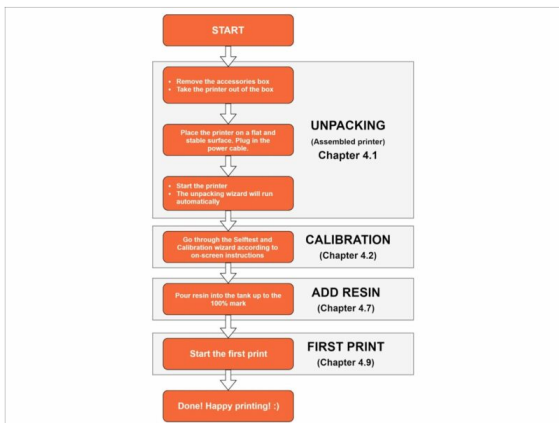 START
• Remove the accessories box
• Take the printer out of the box
Place the printer on a flat and
stable surface. Plug in the
power cable.
UNPACKING
(Assembled printer)
Chapter 4.1
• Start the printer
• The unpacking wizard will run
automatically
Go through the Selftest and
Calibration wizard according to
on-screen instructions
CALIBRATION
(Chapter 4.2)
Pour resin into the tank up to the
100% mark
ADD RESIN
(Chapter 4.7)
Start the first print
FIRST PRINT
(Chapter 4.9)
Done! Happy printing! :)